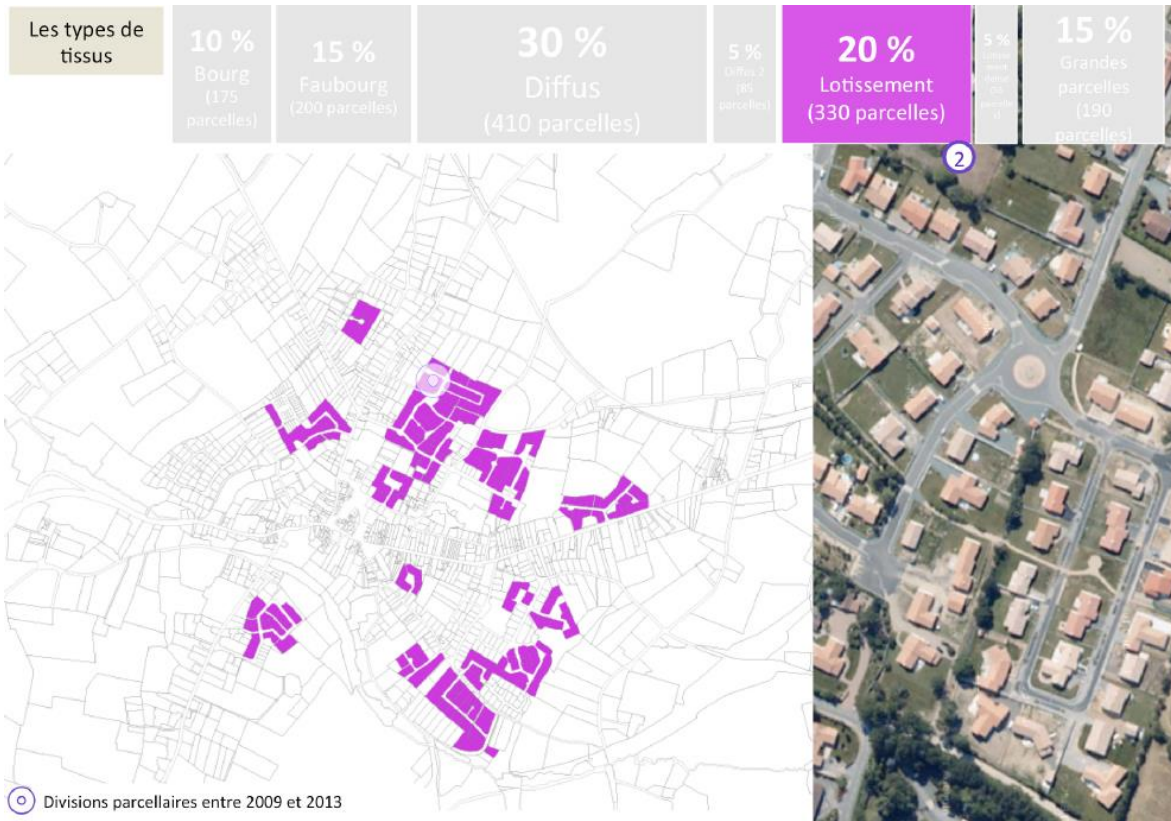 Les types de
tissus
10 %
Bourg
(175
parcelles)
15 %
Faubourg
(200 parcelles)
30 %
Diffus
(410 parcelles)
5 %
Diffus 2
(85
parcelles)
20 %
Lotissement
(330 parcelles)
5 %
15 %
Grandes
parcelles
(190
parcelles)
2
Divisions parcellaires entre 2009 et 2013